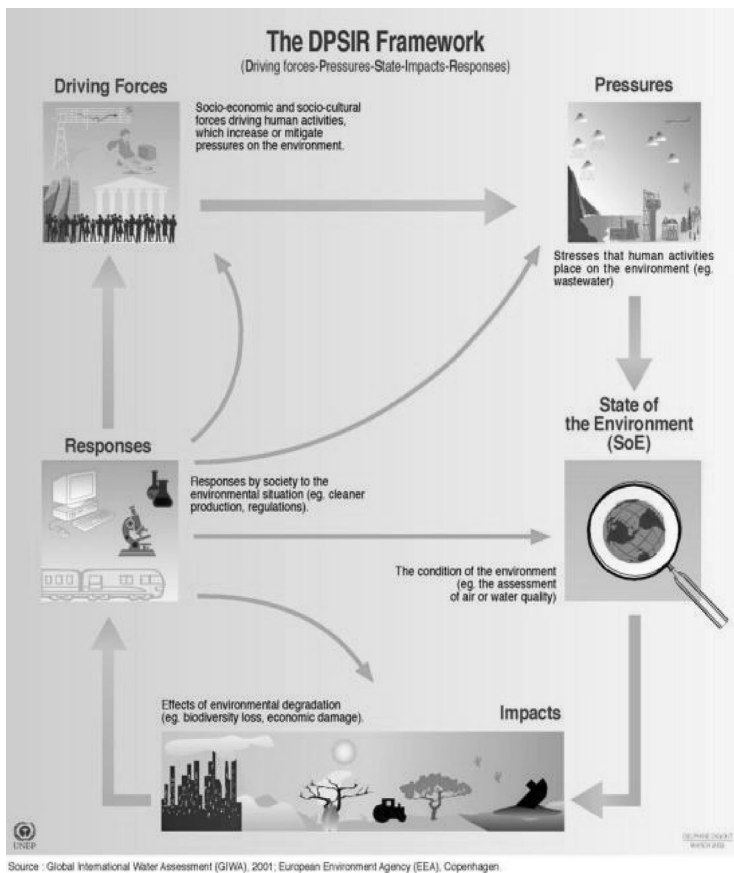 The DPSIR Framework
(Driving forces-Pressures-State-Impacts-Responses)
Driving Forces
Socio-economic and socio-cultural
forces driving human activities,
which increase or mitigate
pressures on the environment.
Pressures
Stresses that human activities
place on the environment (eg.
wastewater)
State of
the Environment
(SoE)
Responses
Responses by society to the
environmental situation (eg. cleaner
production, regulations).
The condition of the environment
(eg. the assessment
of air or water quality)
Effects of environmental degradation
(eg. biodiversity loss, economic damage).
Impacts
UNEP
MARCH 
Source : Global International Water Assessment (GIWA), 2001; European Environment Agency (EEA), Copenhagen.